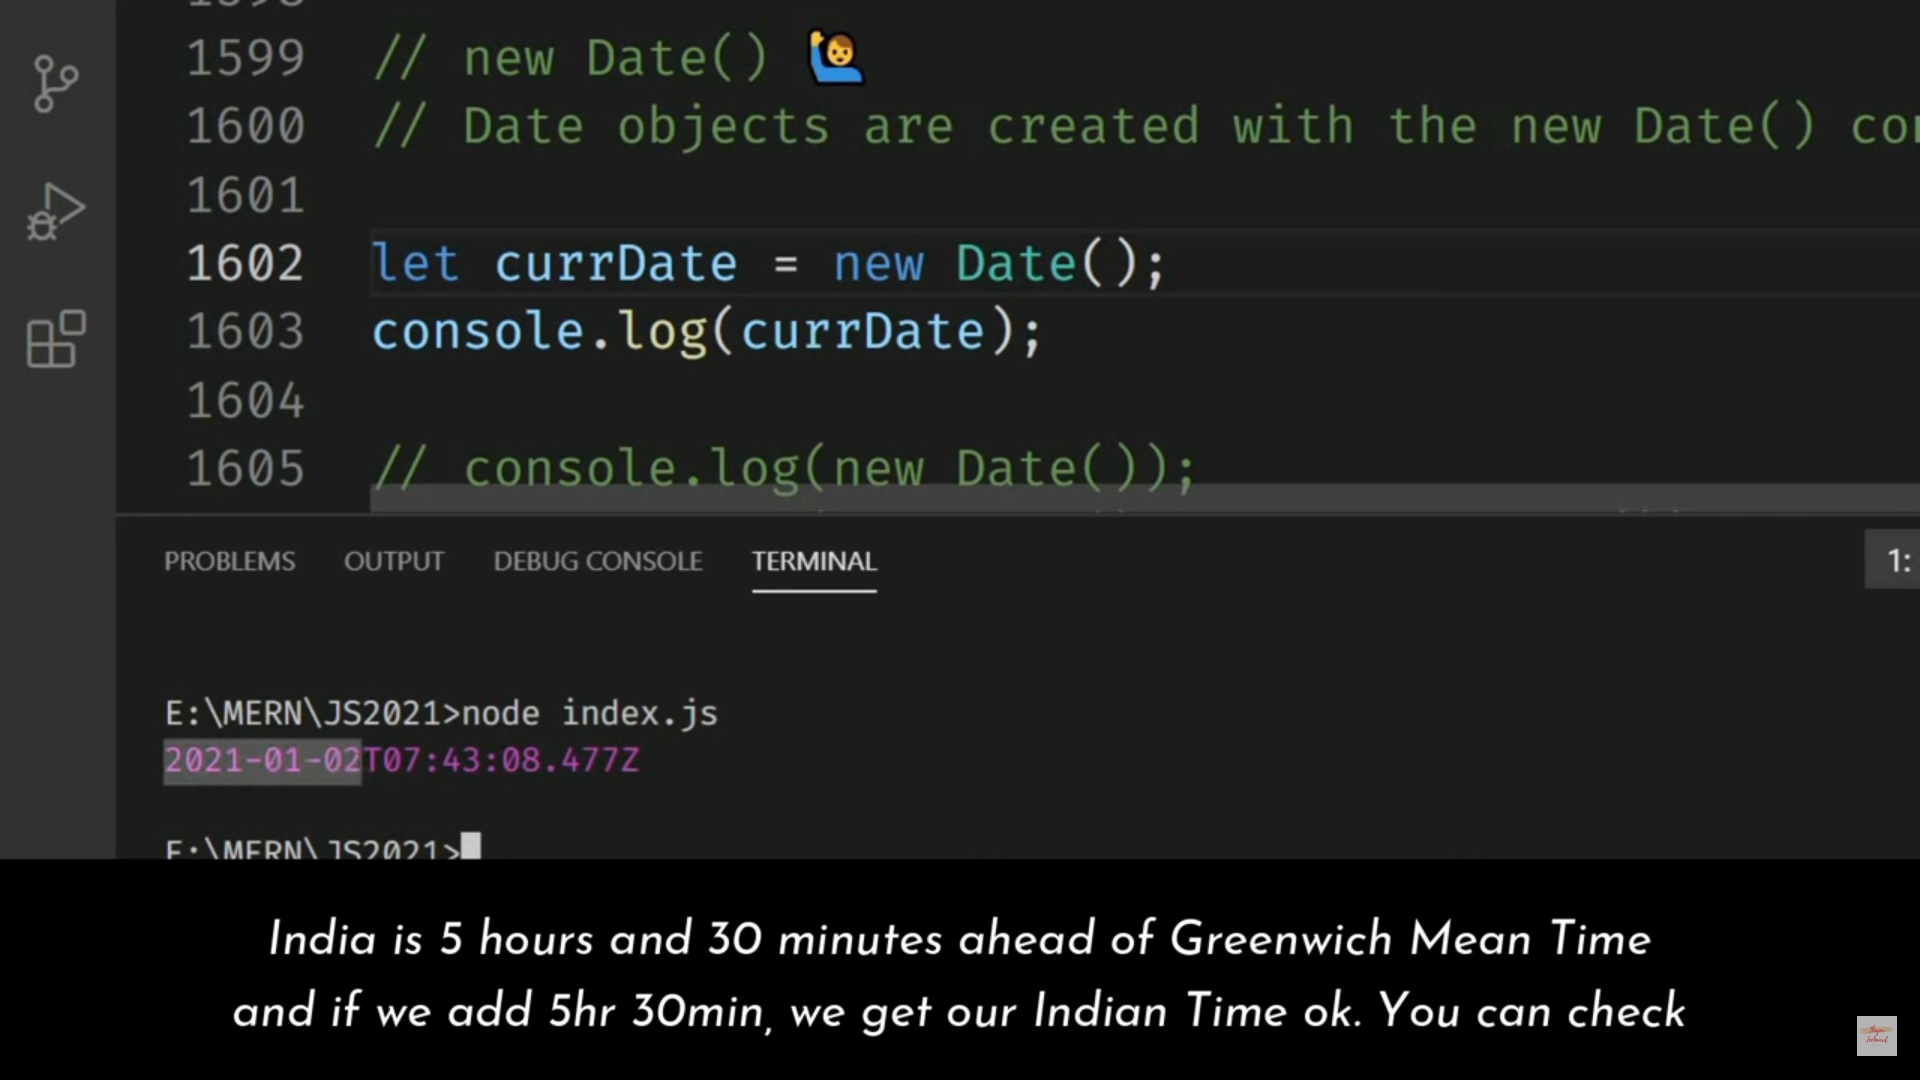 1599 // new Date() 🙋‍♂️
1600 // Date objects are created with the new Date()
1601
1602 let currDate = new Date();
1603 console.log(currDate);
1604
1605 // console.log(new Date());
PROBLEMS OUTPUT DEBUG CONSOLE TERMINAL 1:
E:\MERN\JS2021>node index.js
2021-01-02T07:43:08.477Z
E:\MERN\JS2021>
India is 5 hours and 30 minutes ahead of Greenwich Mean Time
and if we add 5hr 30min, we get our Indian Time ok. You can check